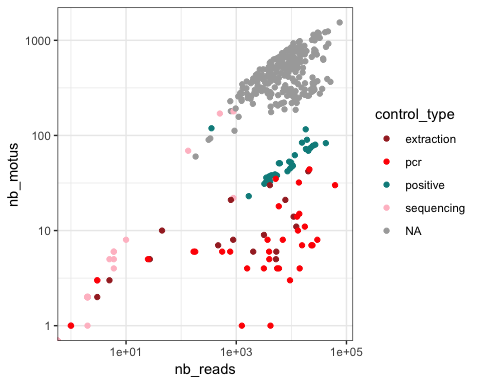 1000
100
10
1
nb_motus
1e+01
1e+03
1e+05
nb_reads
control_type
extraction
pcr
positive
sequencing
NA